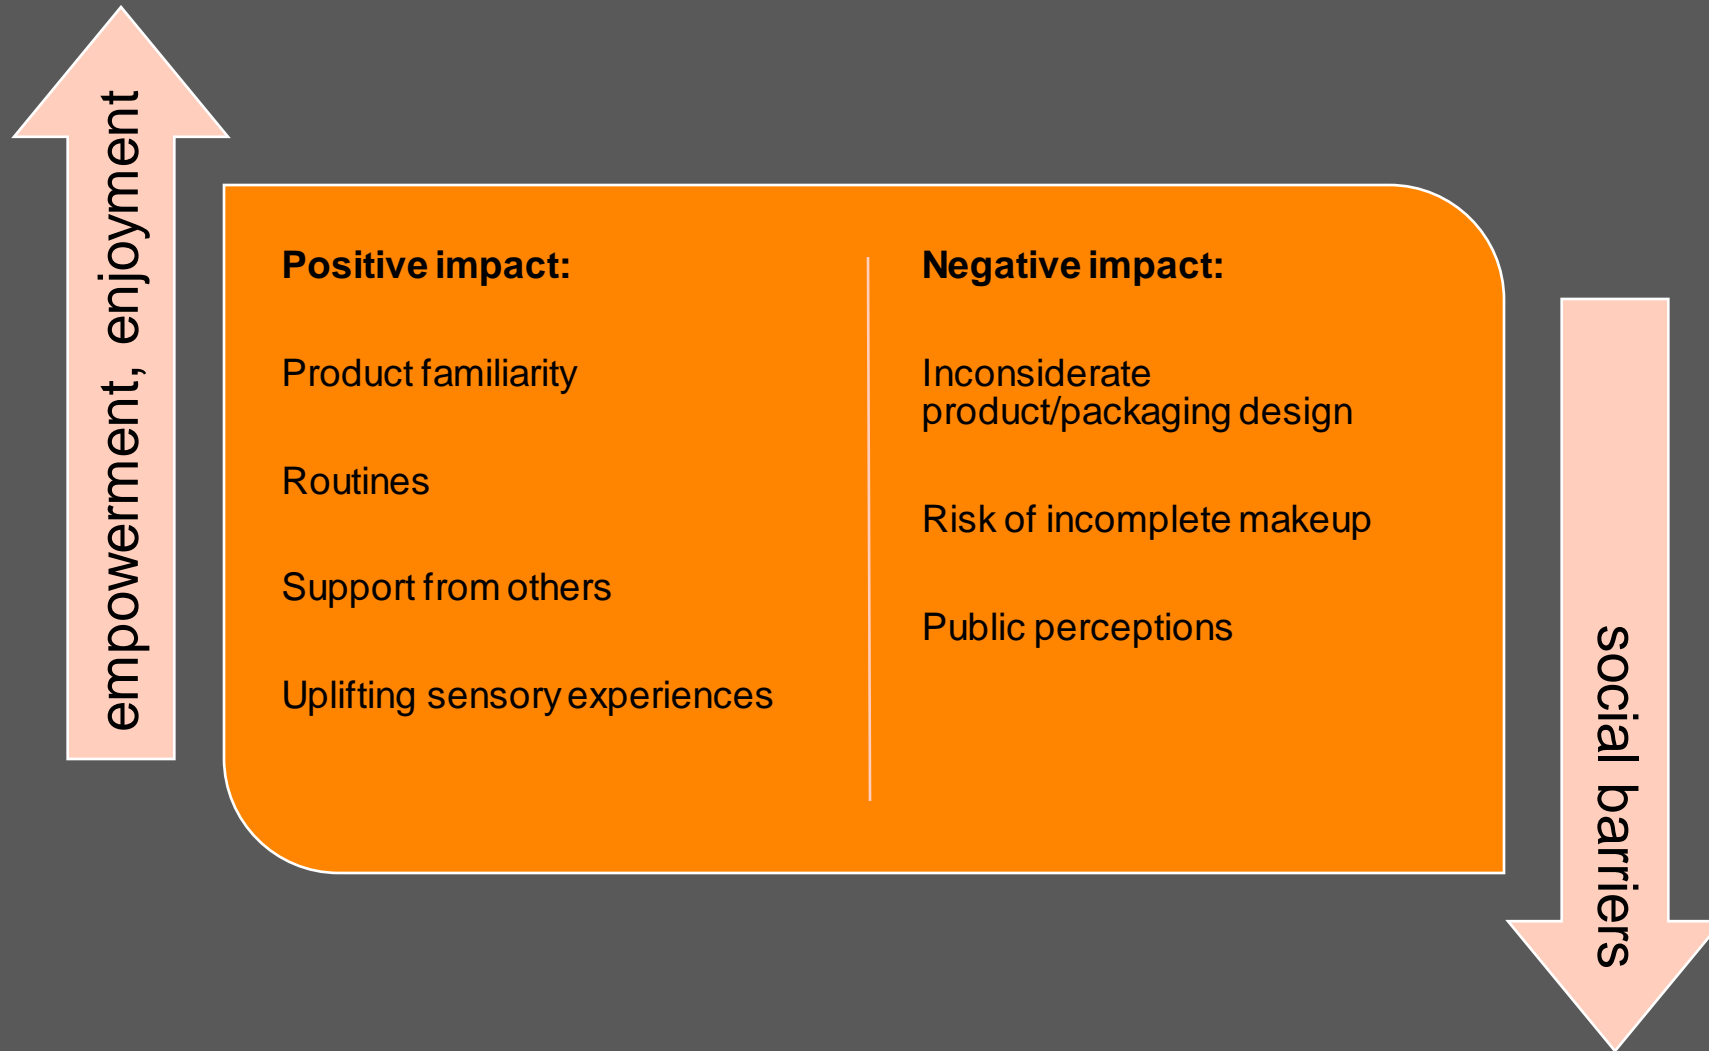 empowerment, enjoyment
Positive impact:
Product familiarity
Routines
Support from others
Uplifting sensory experiences
Negative impact:
Inconsiderate
product/packaging design
Risk of incomplete makeup
Public perceptions
social barriers